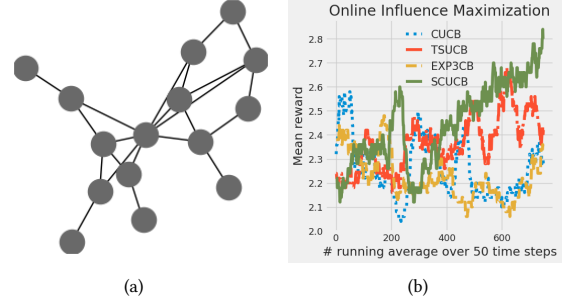 Online Influence Maximization
CUCB
TSUCB
EXP3CB
SCUCB
Mean reward
2.8
2.7
2.6
2.5
2.4
2.3
2.2
2.1
2.0
0
200
400
600
# running average over 50 time steps
(a)
(b)